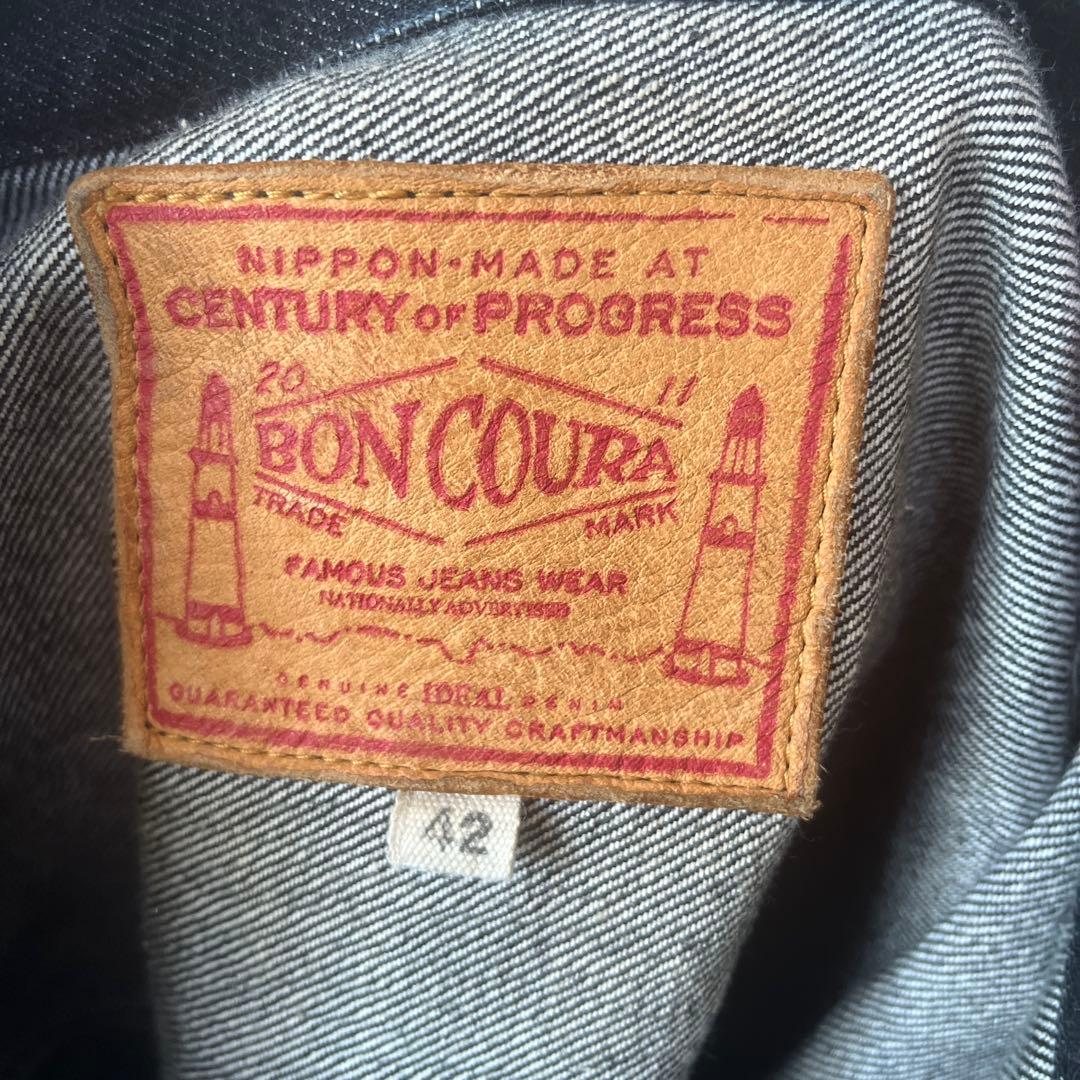 NIPPON·MADE AT
CENTURY OF PROGRESS
20 11
BONCOURA
TRADE MARK
FAMOUS JEANS WEAR
NATIONALLY ADVERTISED
GENUINE IDEAL DENIM
GUARANTEED QUALITY CRAFTMANSHIP
42